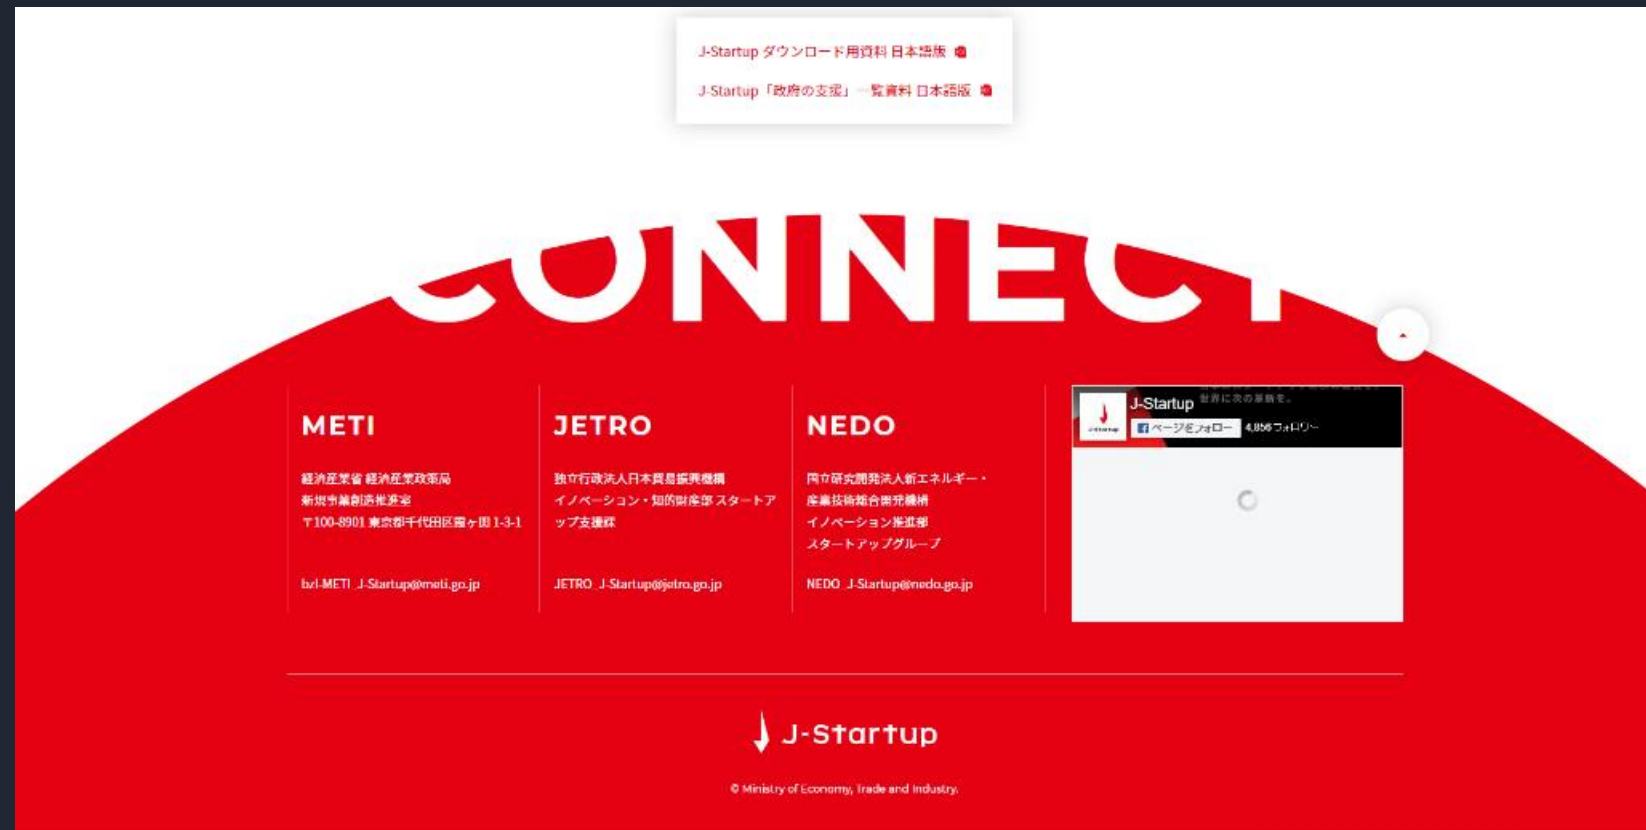 J-Startup ダウンロード用資料 日本語版
J-Startup「政府の支援」一覧資料 日本語版
CONNECT
METI
経済産業省 経済産業政策局
新規事業創造推進室
〒100-8901 東京都千代田区霞ヶ関 1-3-1
bzl-METI_J-Startup@meti.go.jp
JETRO
独立行政法人日本貿易振興機構
イノベーション・知的財産部 スタートア
ップ支援課
JETRO_J-Startup@jetro.go.jp
NEDO
国立研究開発法人新エネルギー・
産業技術総合開発機構
イノベーション推進部
スタートアップグループ
NEDO_J-Startup@nedo.go.jp
世界に次の革新を。
J-Startup
J-Startup
ページをフォロー
4,856フォロワー
J-Startup
© Ministry of Economy, Trade and Industry.